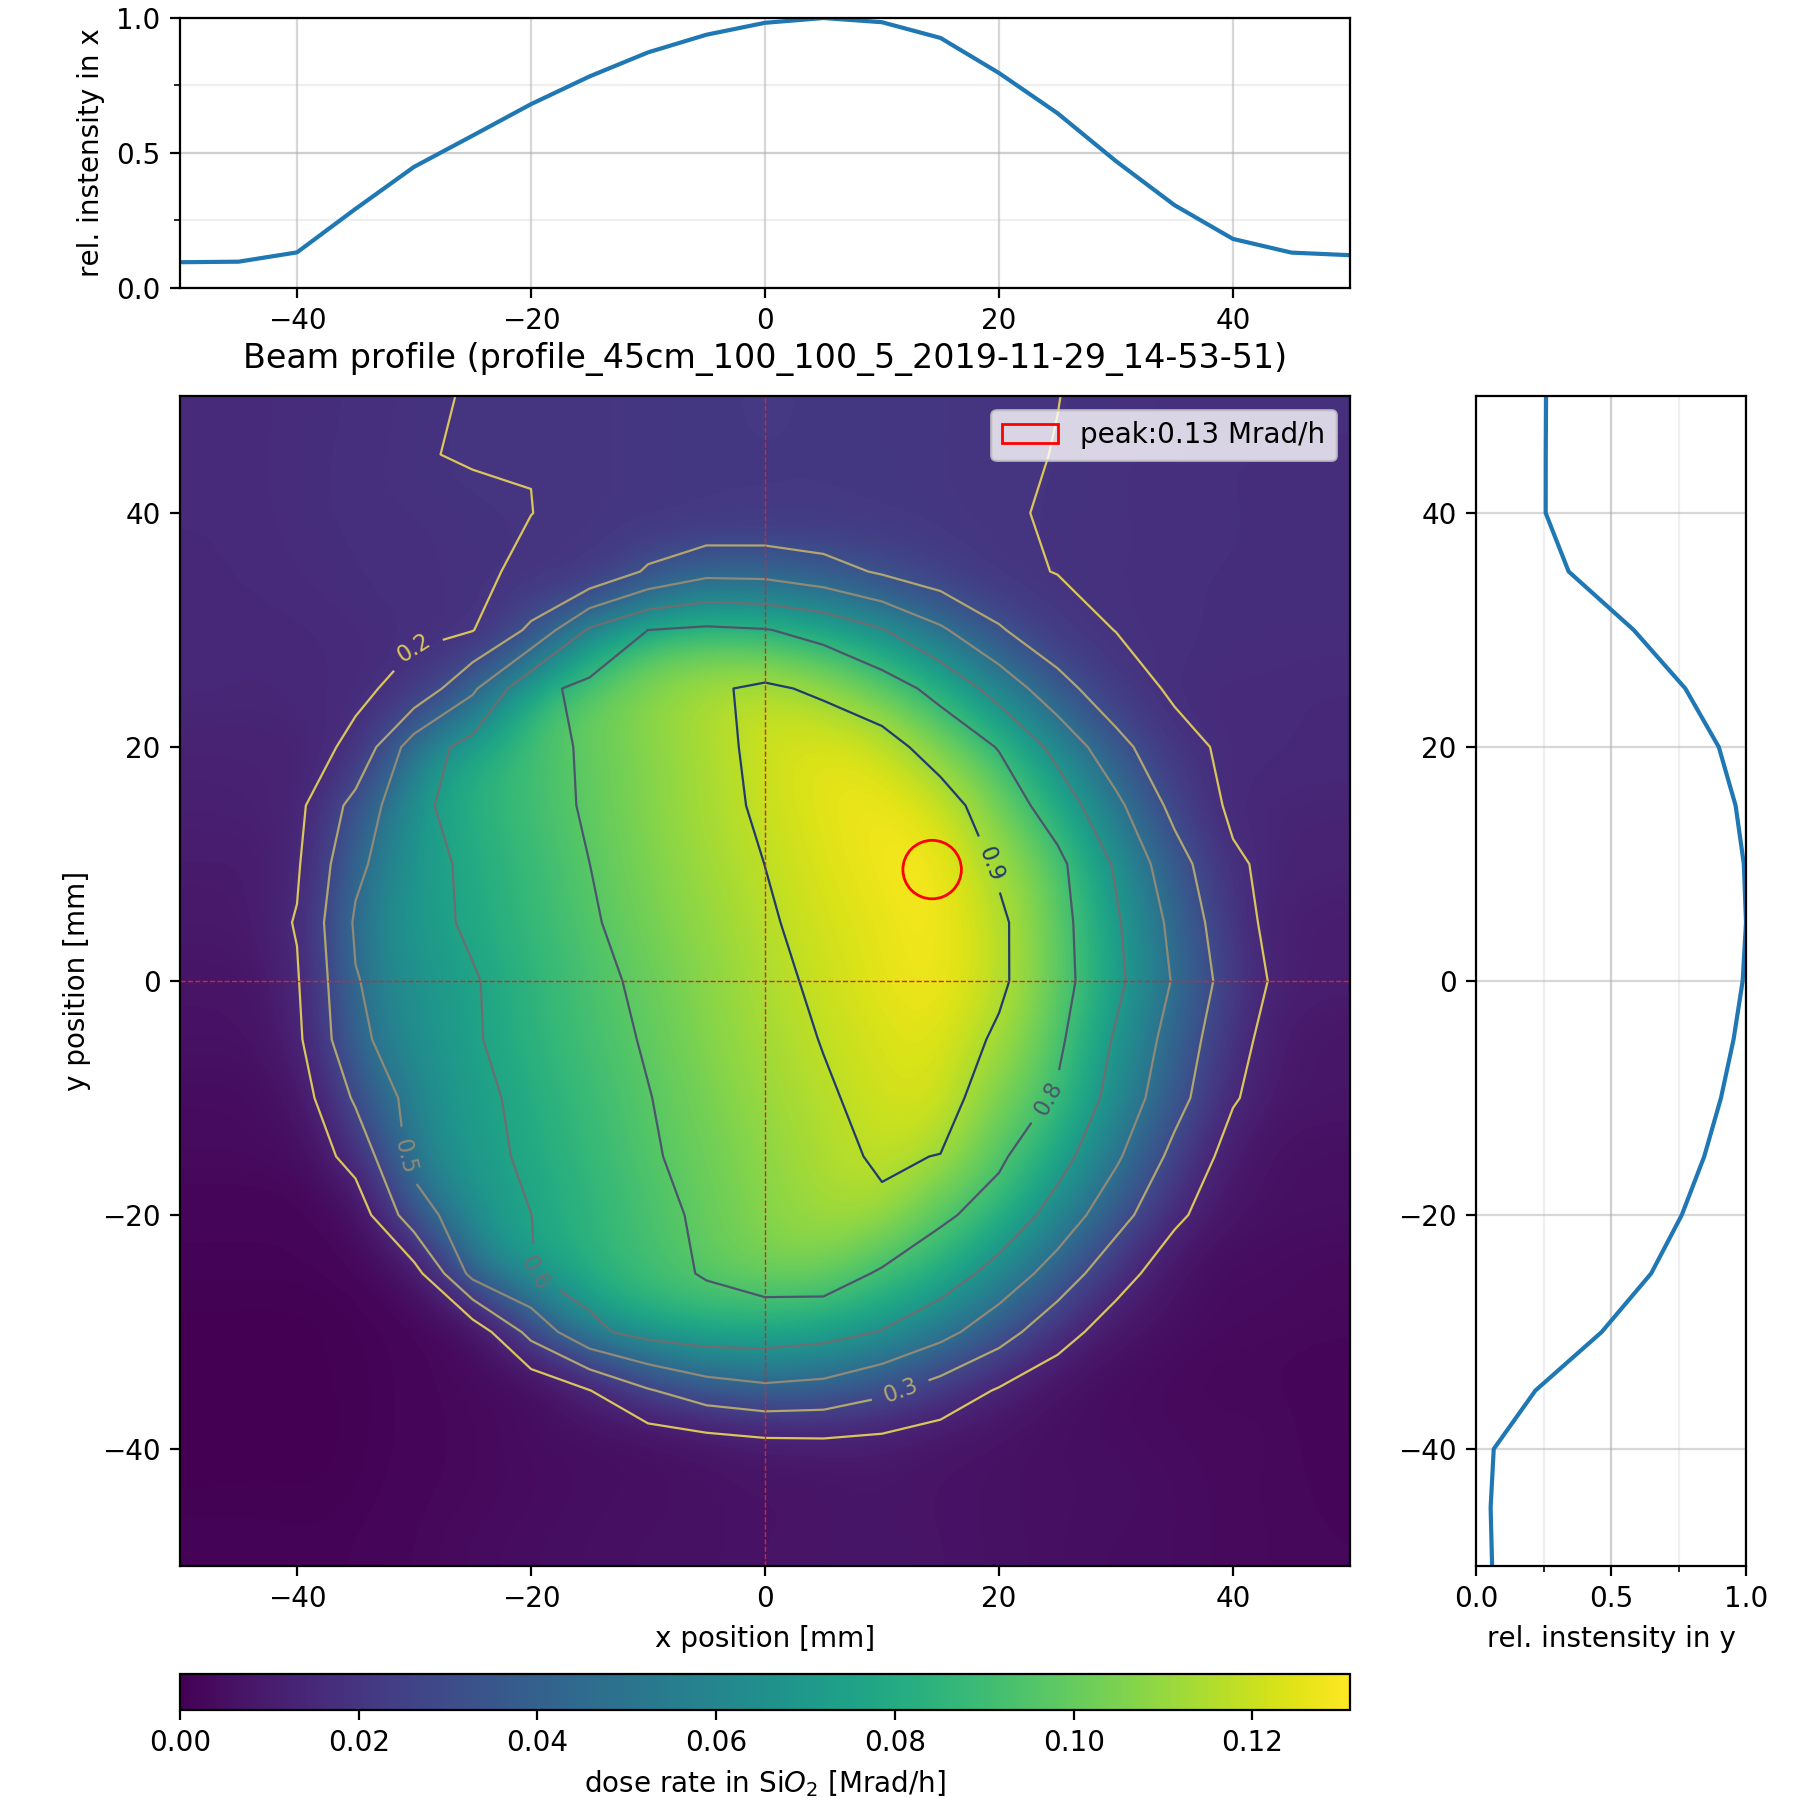 rel. instensity in x
1.0
0.5
0.0
−40 −20 0 20 40
Beam profile (profile_45cm_100_100_5_2019-11-29_14-53-51)
peak:0.13 Mrad/h
y position [mm]
40
20
0
−20
−40
0.2
0.9
0.8
0.5
0.6
0.3
−40 −20 0 20 40
x position [mm]
40
20
0
−20
−40
0.0 0.5 1.0
rel. instensity in y
0.00 0.02 0.04 0.06 0.08 0.10 0.12
dose rate in SiO₂ [Mrad/h]